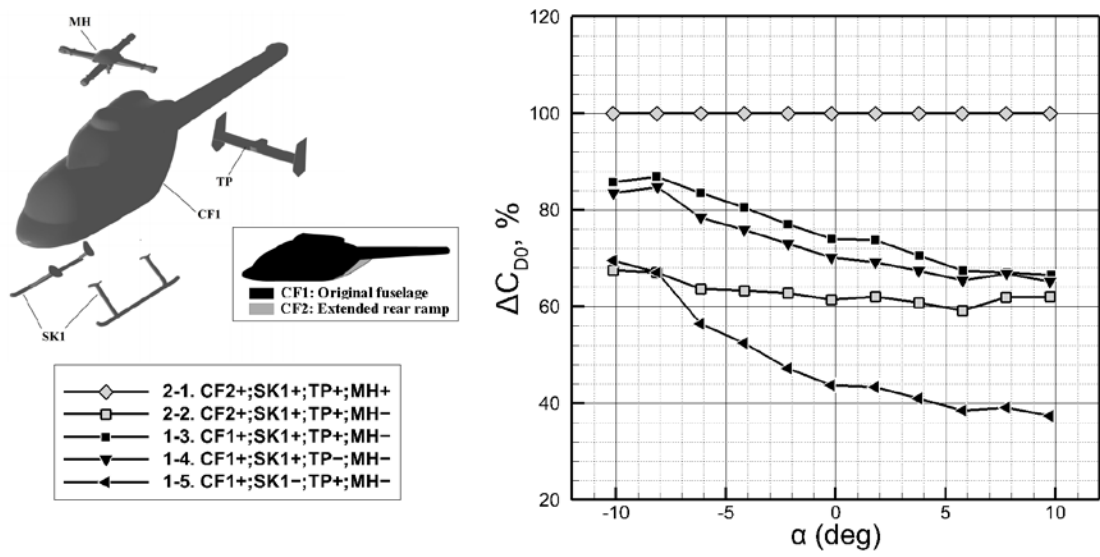 MH
TP
CF1
SK1
CF1: Original fuselage
CF2: Extended rear ramp
2-1. CF2+;SK1+;TP+;MH+
2-2. CF2+;SK1+;TP+;MH−
1-3. CF1+;SK1+;TP+;MH−
1-4. CF1+;SK1+;TP−;MH−
1-5. CF1+;SK1−;TP+;MH−
120
100
80
60
40
20
ΔC_D0, %
-10
-5
0
5
10
α (deg)